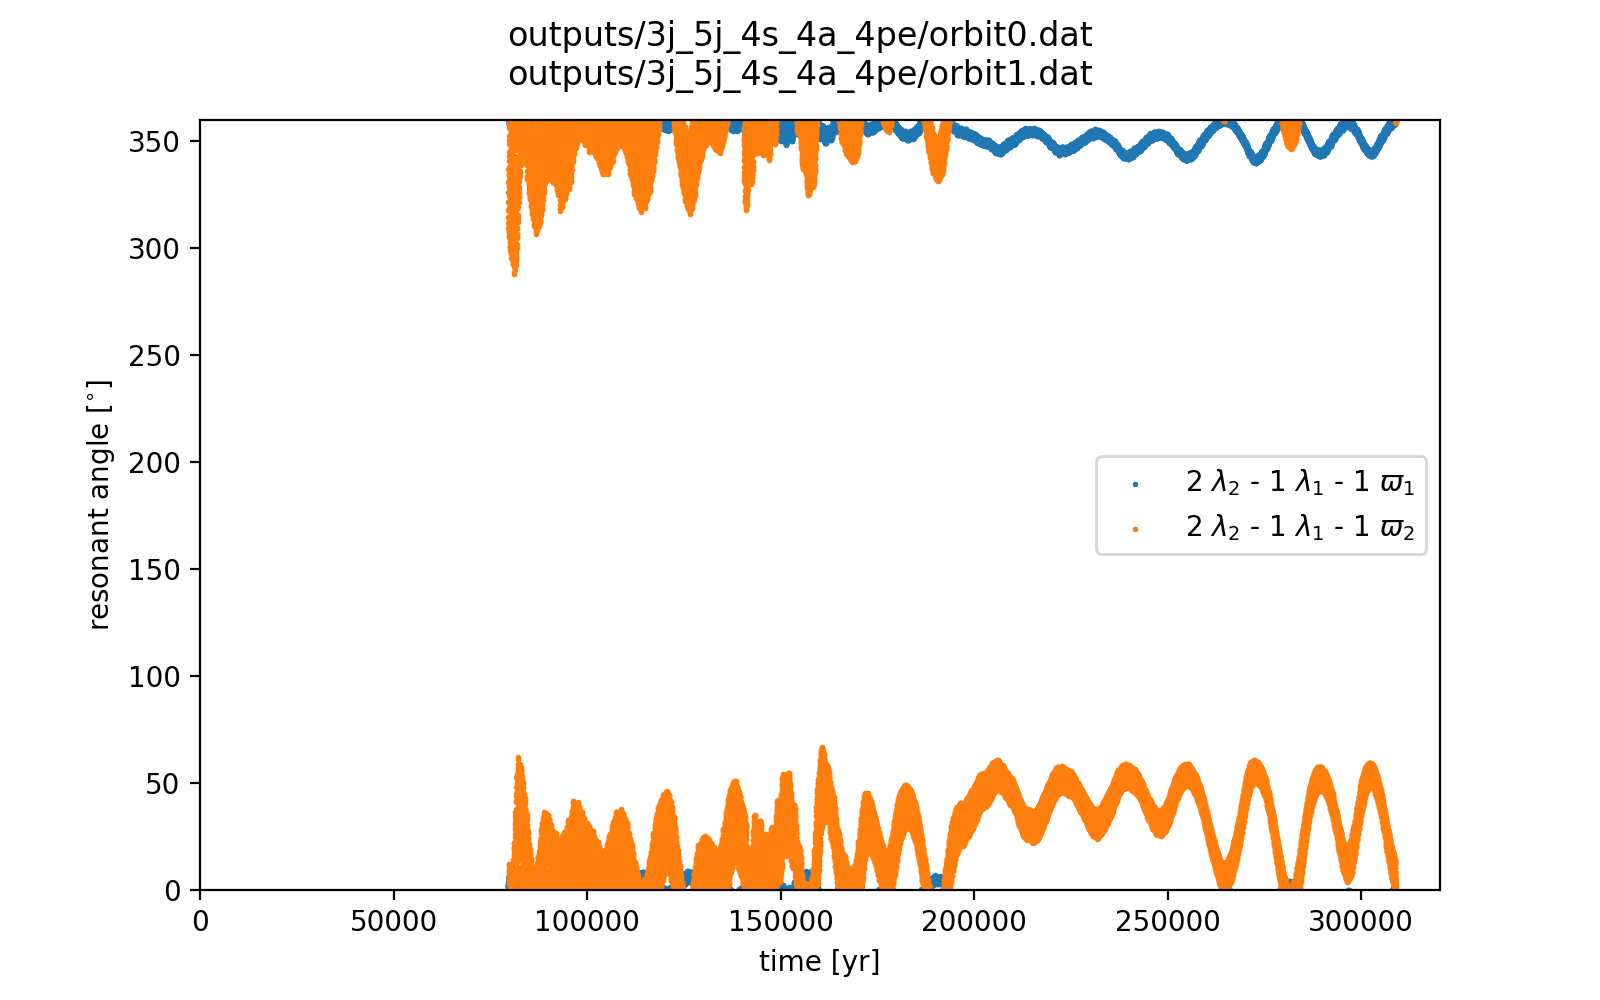 outputs/3j_5j_4s_4a_4pe/orbit0.dat
outputs/3j_5j_4s_4a_4pe/orbit1.dat
350
300
250
200
150
100
50
0
resonant angle [°]
2 λ₂ - 1 λ₁ - 1 ϖ₁
2 λ₂ - 1 λ₁ - 1 ϖ₂
0 50000 100000 150000 200000 250000 300000
time [yr]